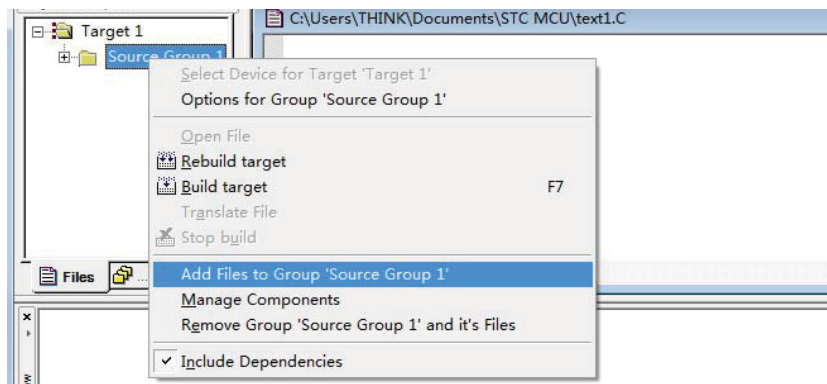 C:\Users\THINK\Documents\STC MCU\text1.C
Target 1
Source Group 1
Select Device for Target 'Target 1'
Options for Group 'Source Group 1'
Open File
Rebuild target
Build target F7
Translate File
Stop build
Add Files to Group 'Source Group 1'
Manage Components
Remove Group 'Source Group 1' and it's Files
Include Dependencies
Files ...